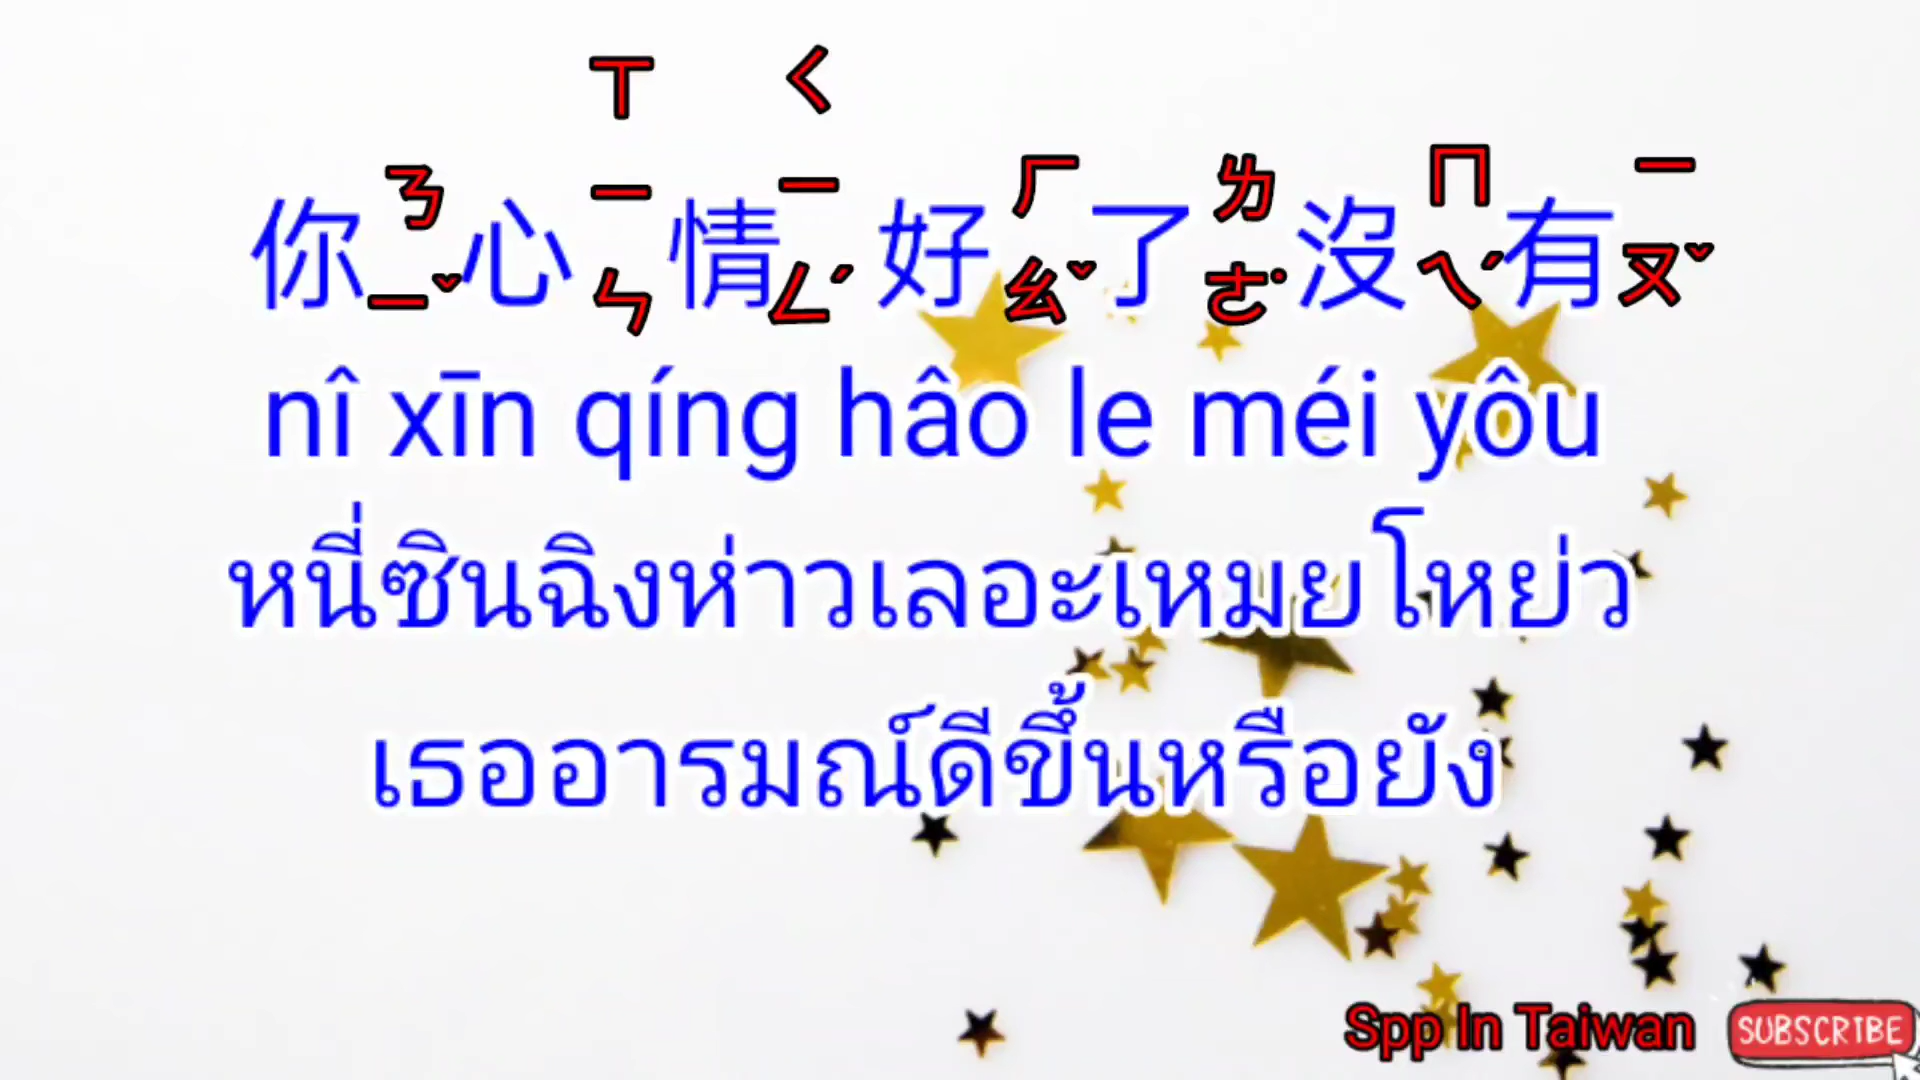 你ㄋㄧˇ心ㄒㄧㄣ情ㄑㄧㄥˊ好ㄏㄠˇ了ㄌㄜ˙沒ㄇㄟˊ有ㄧㄡˇ
nî xīn qíng hâo le méi yôu
หนี่ซินฉิงห่าวเลอะเหมยโหย่ว
เธออารมณ์ดีขึ้นหรือยัง
Spp In Taiwan
SUBSCRIBE